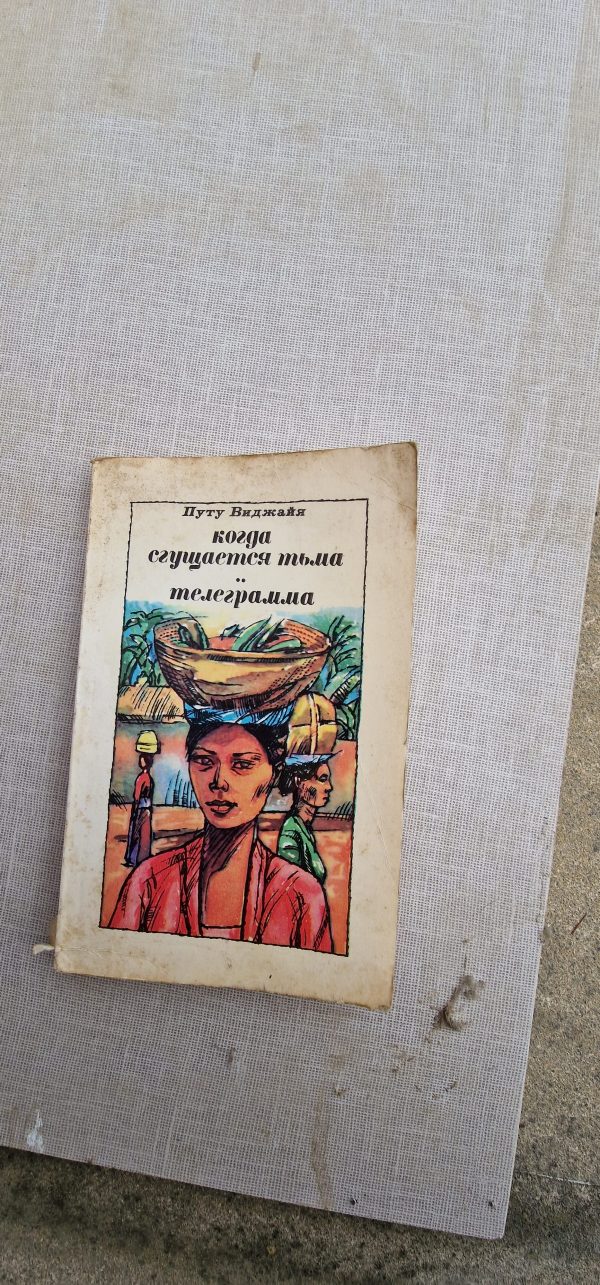 Путу Виджайя
когда
сгущается тьма
..
телеграмма